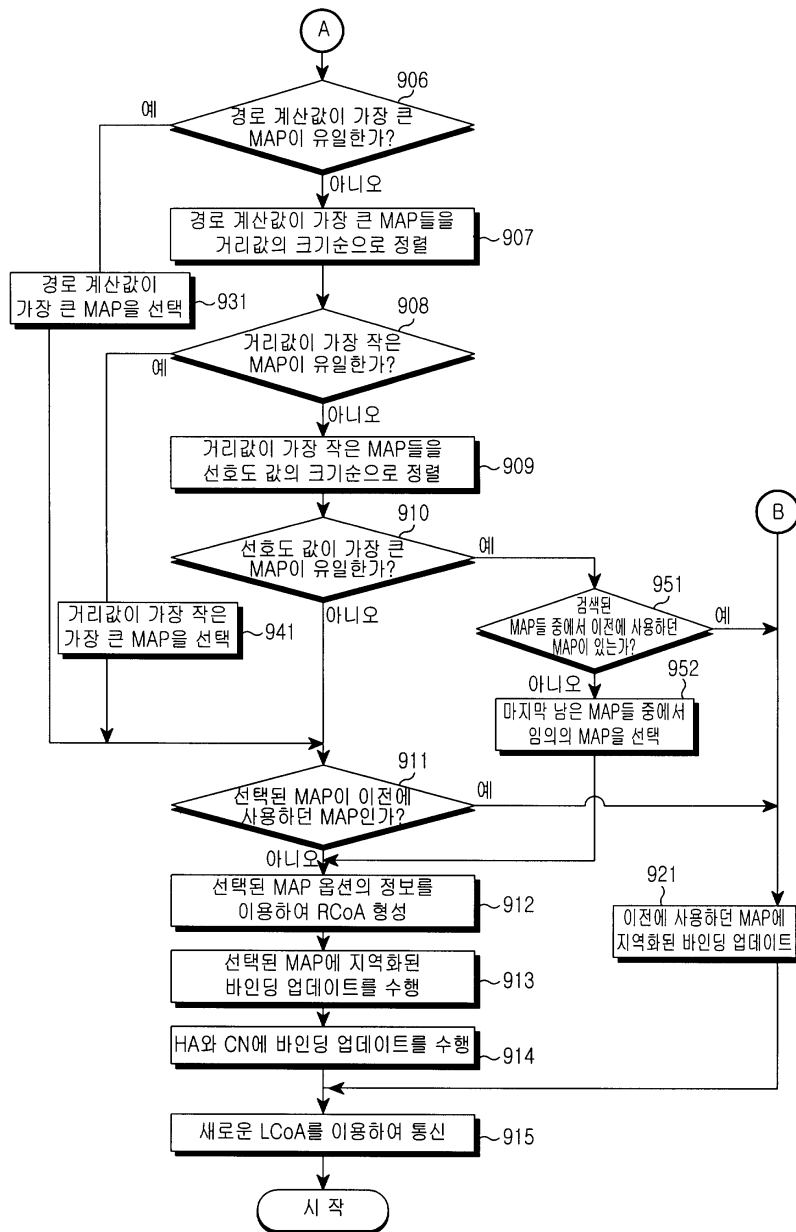 A
906
예
경로 계산값이 가장 큰
MAP이 유일한가?
아니오
경로 계산값이 가장 큰 MAP들을
거리값의 크기순으로 정렬
907
경로 계산값이
가장 큰 MAP을 선택
931
908
거리값이 가장 작은
MAP가 유일한가?
예
아니오
거리값이 가장 작은 MAP들을
선호도 값의 크기순으로 정렬
909
910
선호도 값이 가장 큰
MAP이 유일한가?
예
아니오
B
951
검색된
MAP들 중에서 이전에 사용하던
MAP이 있는가?
예
아니오
거리값이 가장 작은
가장 큰 MAP을 선택
941
952
마지막 남은 MAP들 중에서
임의의 MAP을 선택
911
선택된 MAP이 이전에
사용하던 MAP인가?
예
아니오
선택된 MAP 옵션의 정보를
이용하여 RCoA 형성
912
921
이전에 사용하던 MAP에
지역화된 바인딩 업데이트
선택된 MAP에 지역화된
바인딩 업데이트를 수행
913
HA와 CN에 바인딩 업데이트를 수행
914
새로운 LCoA를 이용하여 통신
915
시 작